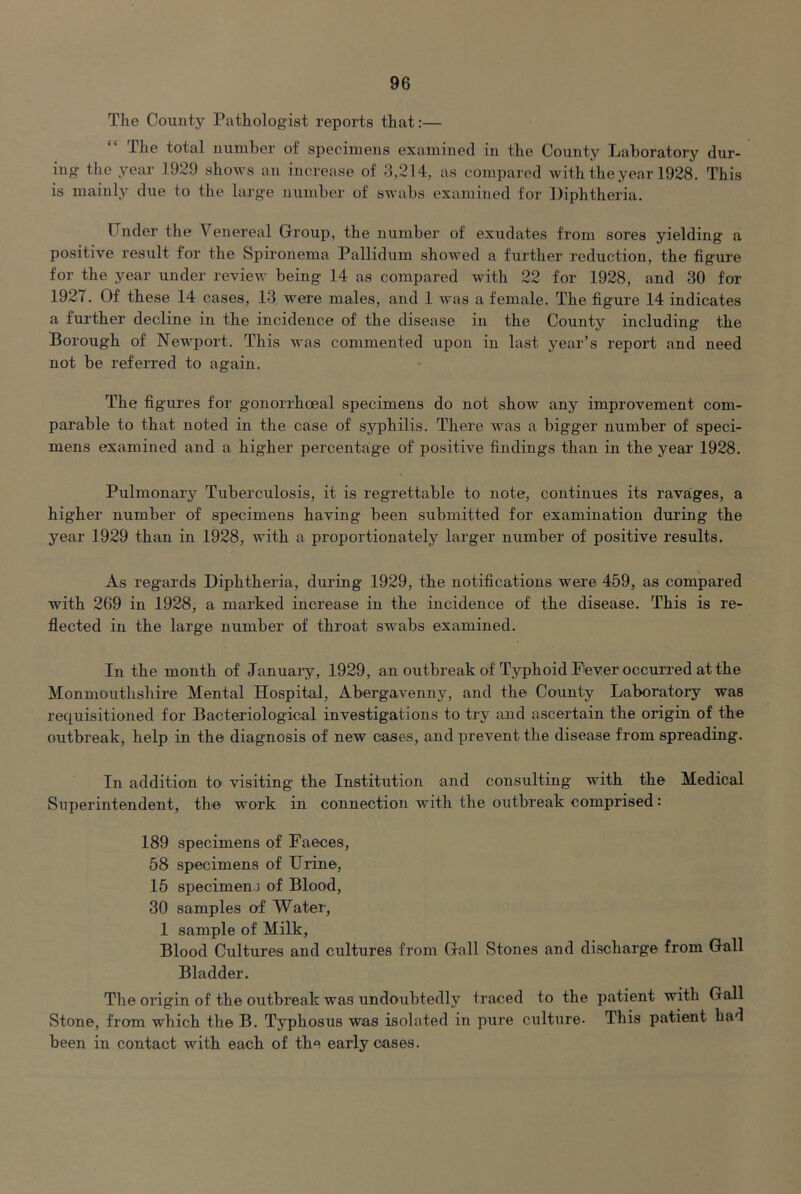 96
The County Pathologist reports that:—
“ The total number of specimens examined in the County Laboratory dur-
ing the year 1929 shows an increase of 3,214, as compared with the year 1928. This
is mainly due to the large number of swabs examined for Diphtheria.
Under the Venereal Group, the number of exudates from sores yielding a
positive result for the Spironema Pallidum showed a further reduction, the figure
for the year under review being 14 as compared with 22 for 1928, and 30 for
1927. Of these 14 cases, 13 were males, and 1 was a female. The figure 14 indicates
a further decline in the incidence of the disease in the County including the
Borough of Newport. This was commented upon in last year's report and need
not be referred to again.
The figures for gonorrhœal specimens do not show any improvement com-
parable to that noted in the case of syphilis. There was a bigger number of speci-
mens examined and a higher percentage of positive findings than in the year 1928.
Pulmonary Tuberculosis, it is regrettable to note, continues its ravages, a
higher number of specimens having been submitted for examination during the
year 1929 than in 1928, with a proportionately larger number of positive results.
As regards Diphtheria, during 1929, the notifications were 459, as compared
with 269 in 1928, a marked increase in the incidence of the disease. This is re-
flected in the large number of throat swabs examined.
In the month of January, 1929, an outbreak of Typhoid Fever occurred at the
Monmouthshire Mental Hospital, Abergavenny, and the County Laboratory was
requisitioned for Bacteriological investigations to try and ascertain the origin of the
outbreak, help in the diagnosis of new cases, and prevent the disease from spreading.
In addition to visiting the Institution and consulting with the Medical
Superintendent, the work in connection with the outbreak comprised:
189 specimens of Faeces,
58 specimens of Urine,
15 specimens of Blood,
30 samples of Water,
1 sample of Milk,
Blood Cultures and cultures from Gall Stones and discharge from Gall
Bladder.
The origin of the outbreak was undoubtedly traced to the patient with Gall
Stone, from which the B. Typhosus was isolated in pure culture. This patient had
been in contact with each of the early cases.